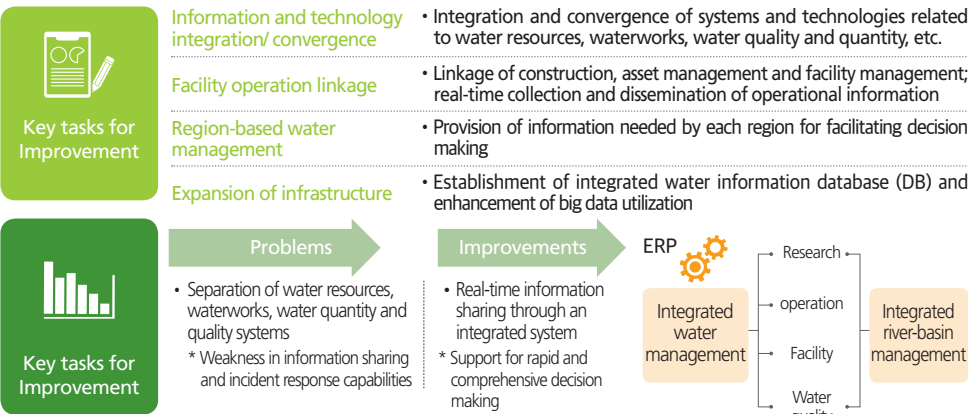 Key tasks for
Improvement
Information and technology
integration/ convergence
• Integration and convergence of systems and technologies related
to water resources, waterworks, water quality and quantity, etc.
Facility operation linkage
• Linkage of construction, asset management and facility management;
real-time collection and dissemination of operational information
Region-based water
management
• Provision of information needed by each region for facilitating decision
making
Expansion of infrastructure
• Establishment of integrated water information database (DB) and
enhancement of big data utilization
Key tasks for
Improvement
Problems
• Separation of water resources,
waterworks, water quantity and
quality systems
* Weakness in information sharing
and incident response capabilities
Improvements
• Real-time information
sharing through an
integrated system
* Support for rapid and
comprehensive decision
making
ERP
Integrated
water
management
Research
operation
Facility
Water
quality
Integrated
river-basin
management